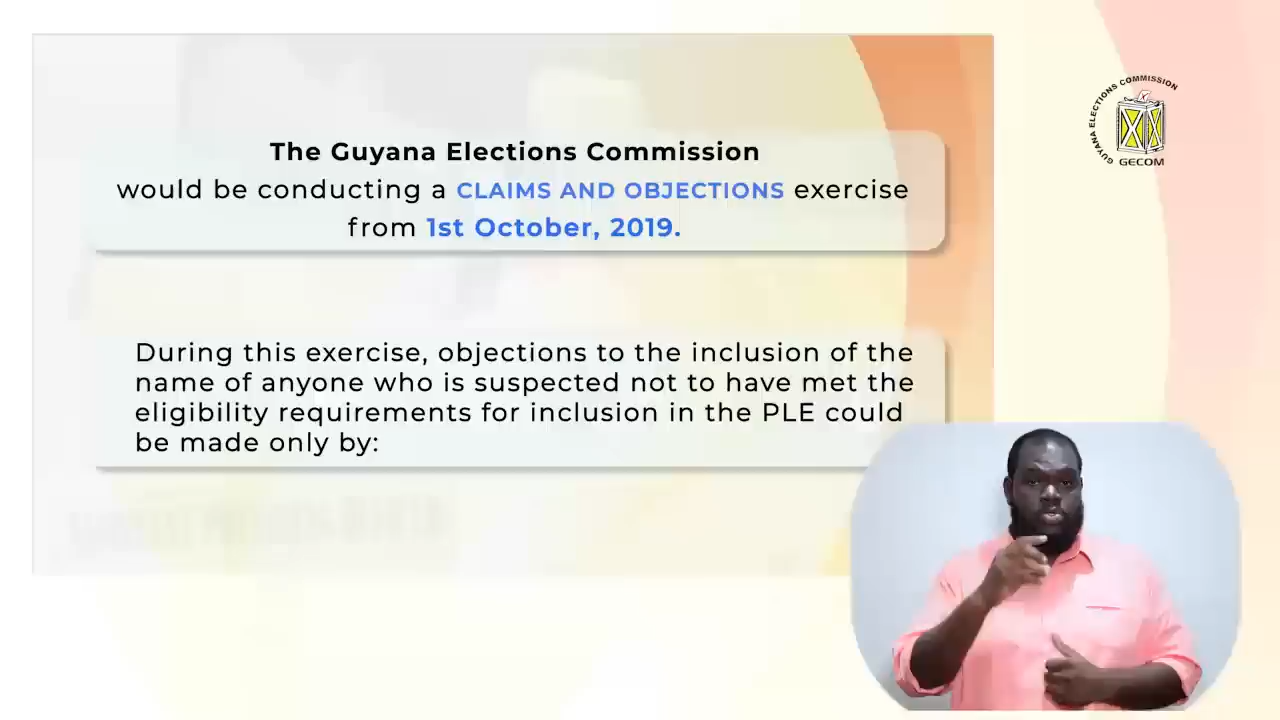 The Guyana Elections Commission
would be conducting a CLAIMS AND OBJECTIONS exercise
from 1st October, 2019.
During this exercise, objections to the inclusion of the
name of anyone who is suspected not to have met the
eligibility requirements for inclusion in the PLE could
be made only by:
GUYANA ELECTIONS COMMISSION
GECOM